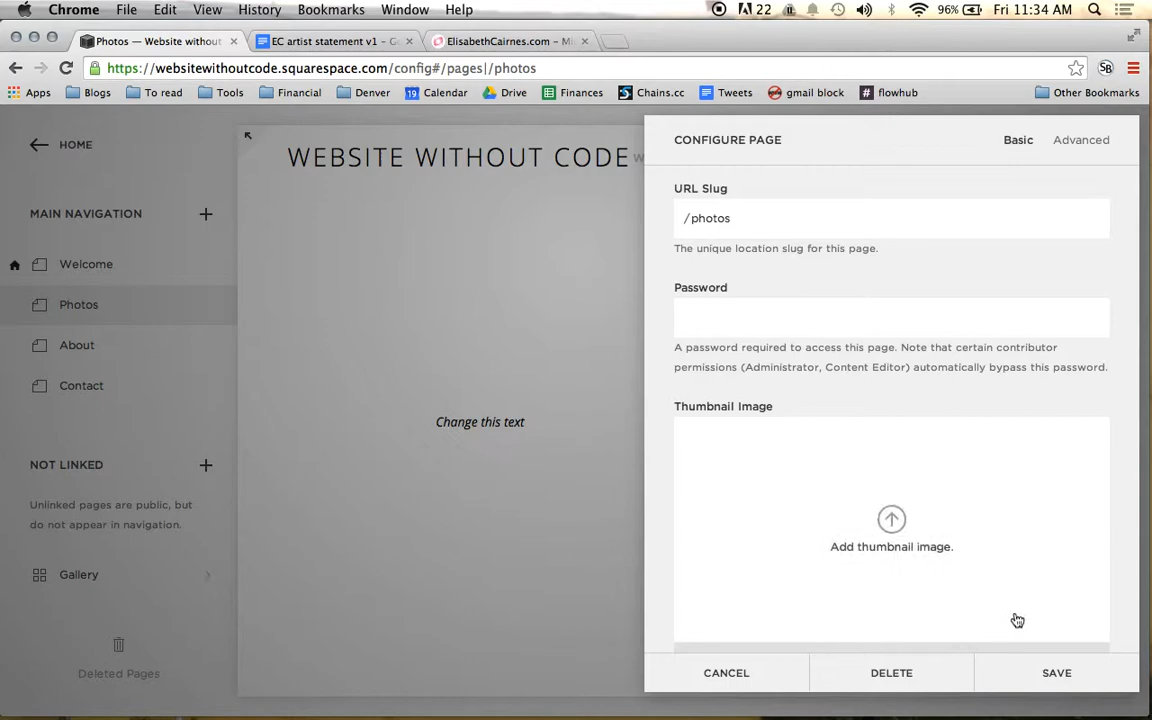 Chrome File Edit View History Bookmarks Window Help 22 96% Fri 11:34 AM
Photos — Website without EC artist statement v1 - Go ElisabethCairnes.com – Mi
https://websitewithoutcode.squarespace.com/config#/pages|/photos SB
Apps Blogs To read Tools Financial Denver 19 Calendar Drive Finances Chains.cc Tweets gmail block flowhub Other Bookmarks
HOME
MAIN NAVIGATION
Welcome
Photos
About
Contact
NOT LINKED
Unlinked pages are public, but
do not appear in navigation.
Gallery
Deleted Pages
WEBSITE WITHOUT CODE W
Change this text
CONFIGURE PAGE Basic Advanced
URL Slug
/photos
The unique location slug for this page.
Password
A password required to access this page. Note that certain contributor
permissions (Administrator, Content Editor) automatically bypass this password.
Thumbnail Image
Add thumbnail image.
CANCEL DELETE SAVE